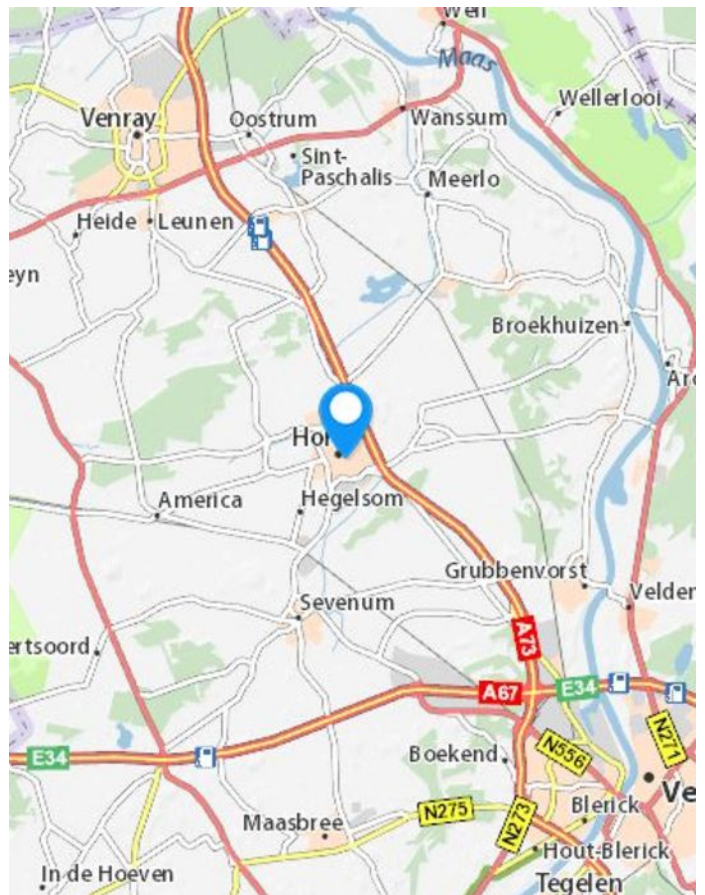 Well
Maas
Wellerlooi
Venray
Oostrum
Wanssum
Sint-
Paschalis
Meerlo
Heide
Leunen
eyn
Broekhuizen
Arc
Hor
America
Hegelsom
Grubbenvorst
Velden
Sevenum
A73
ertsoord
A67
E34
E34
N271
Boekend
N556
Ve
N275
N273
Blerick
Maasbree
Hout-Blerick
In de Hoeven
Tegelen